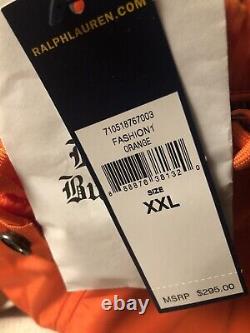 RALPHLAUREN.COM
710518767003
FASHION1
ORANGE
SIZE
XXL
MSRP $295.00